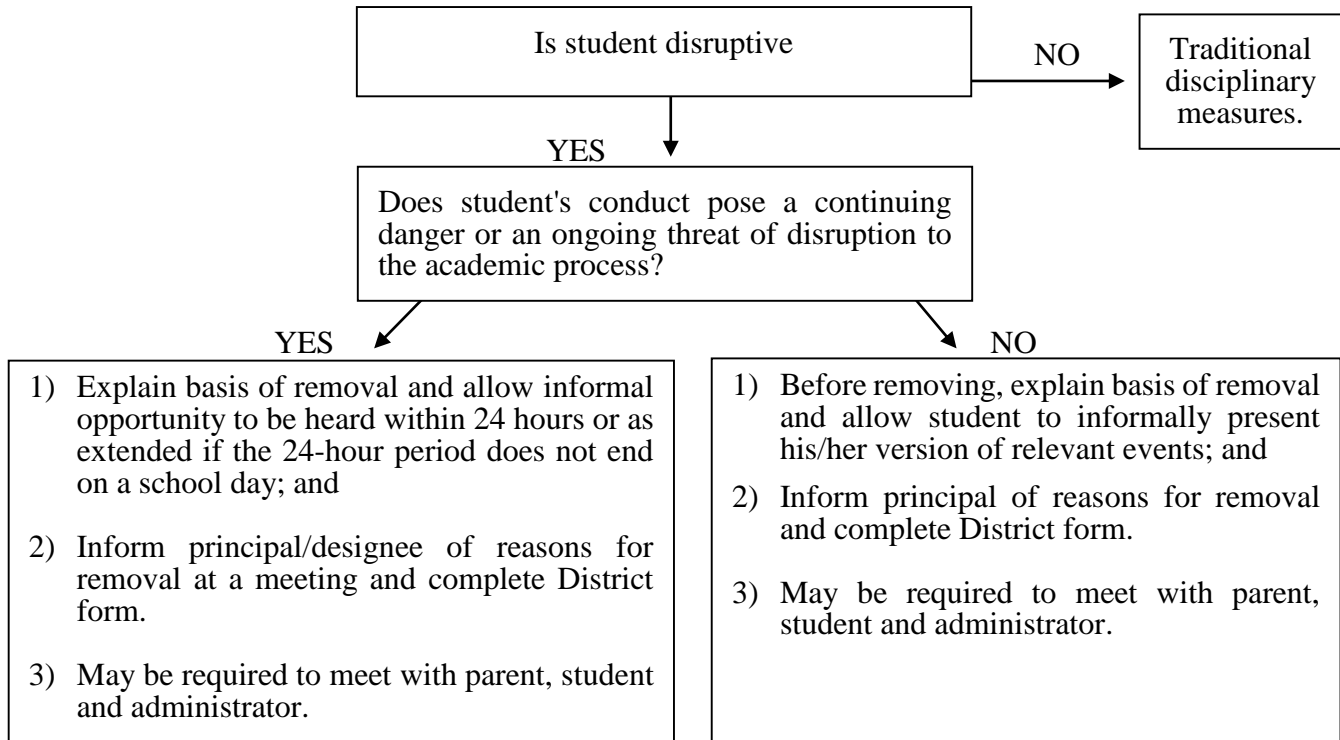 Is student disruptive
NO
Traditional
disciplinary
measures.
YES
Does student's conduct pose a continuing
danger or an ongoing threat of disruption to
the academic process?
YES
NO
1) Explain basis of removal and allow informal
opportunity to be heard within 24 hours or as
extended if the 24-hour period does not end
on a school day; and
2) Inform principal/designee of reasons for
removal at a meeting and complete District
form.
3) May be required to meet with parent, student
and administrator.
1) Before removing, explain basis of removal
and allow student to informally present
his/her version of relevant events; and
2) Inform principal of reasons for removal
and complete District form.
3) May be required to meet with parent,
student and administrator.